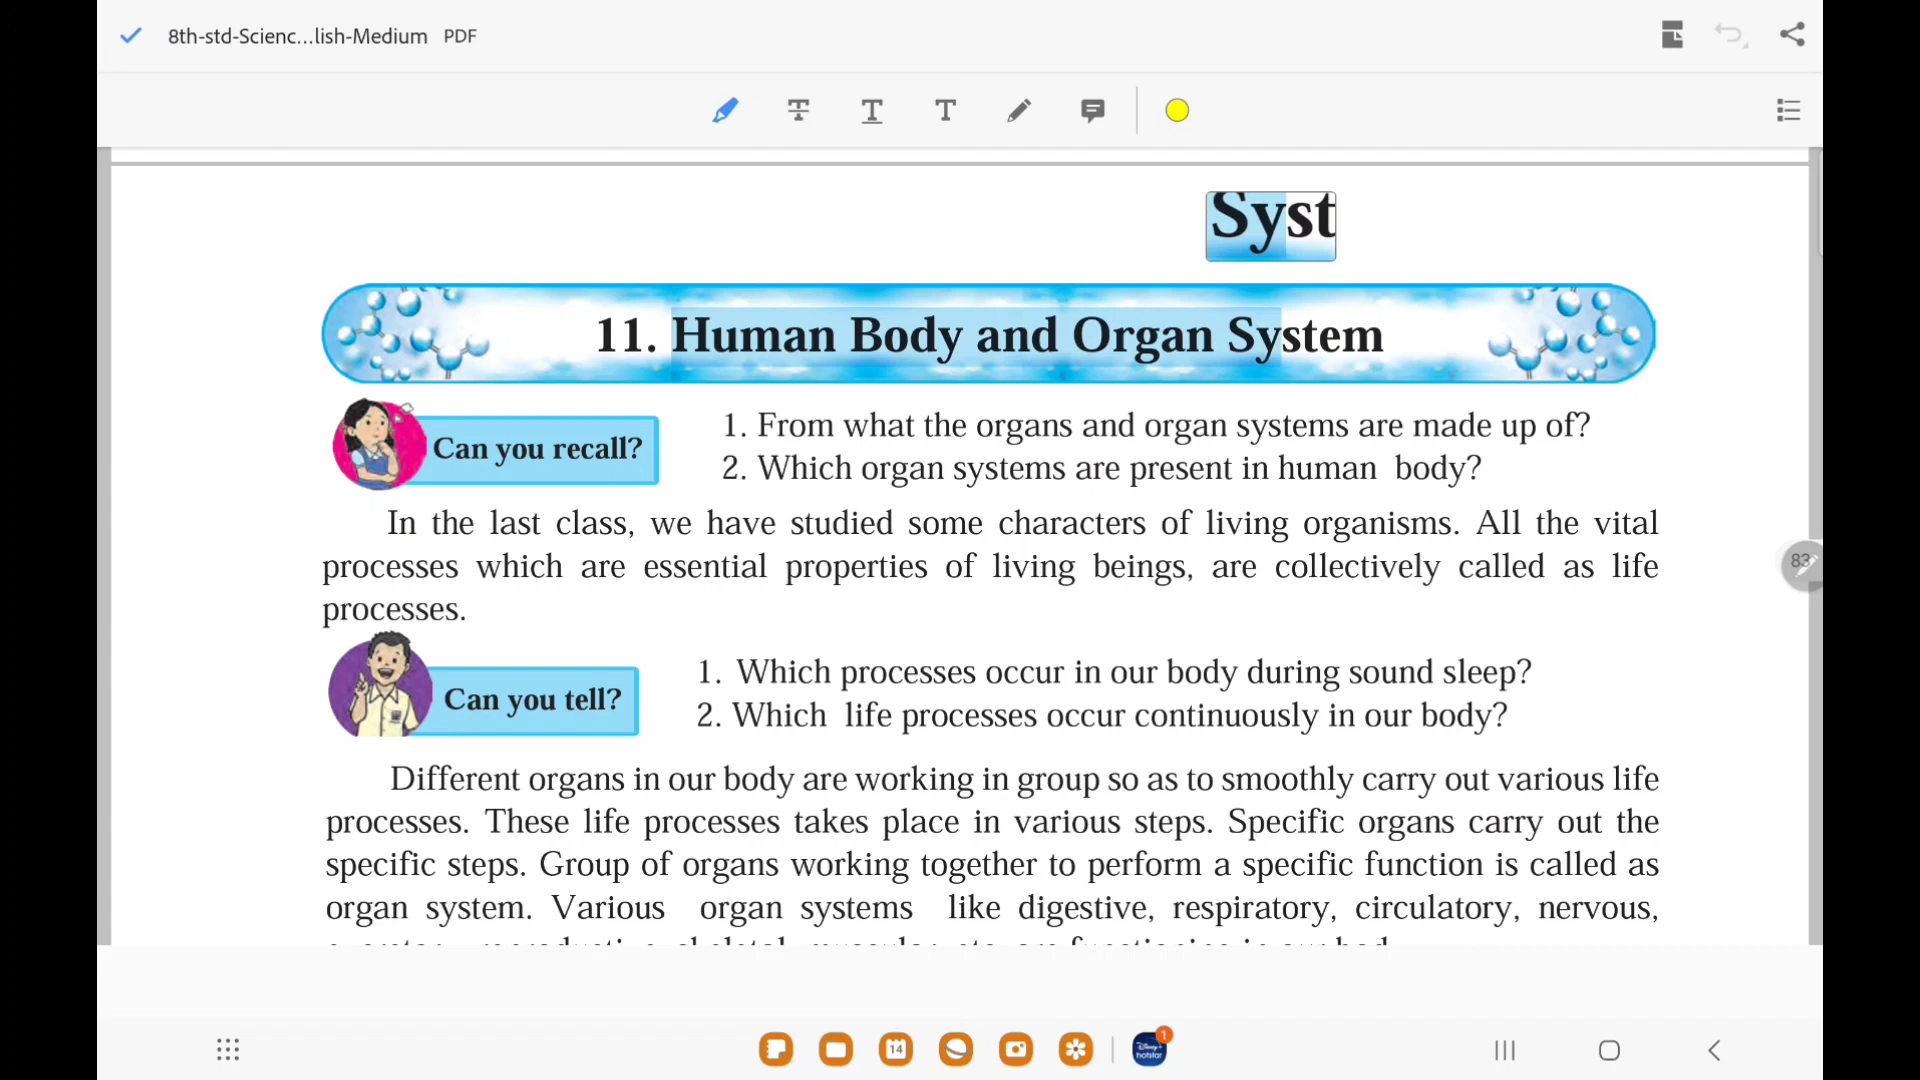 8th-std-Scienc...lish-Medium PDF
Syst
11. Human Body and Organ System
Can you recall?
1. From what the organs and organ systems are made up of?
2. Which organ systems are present in human body?
In the last class, we have studied some characters of living organisms. All the vital
processes which are essential properties of living beings, are collectively called as life
processes.
83
Can you tell?
1. Which processes occur in our body during sound sleep?
2. Which life processes occur continuously in our body?
Different organs in our body are working in group so as to smoothly carry out various life
processes. These life processes takes place in various steps. Specific organs carry out the
specific steps. Group of organs working together to perform a specific function is called as
organ system. Various organ systems like digestive, respiratory, circulatory, nervous,
14
Disney+
hotstar
1